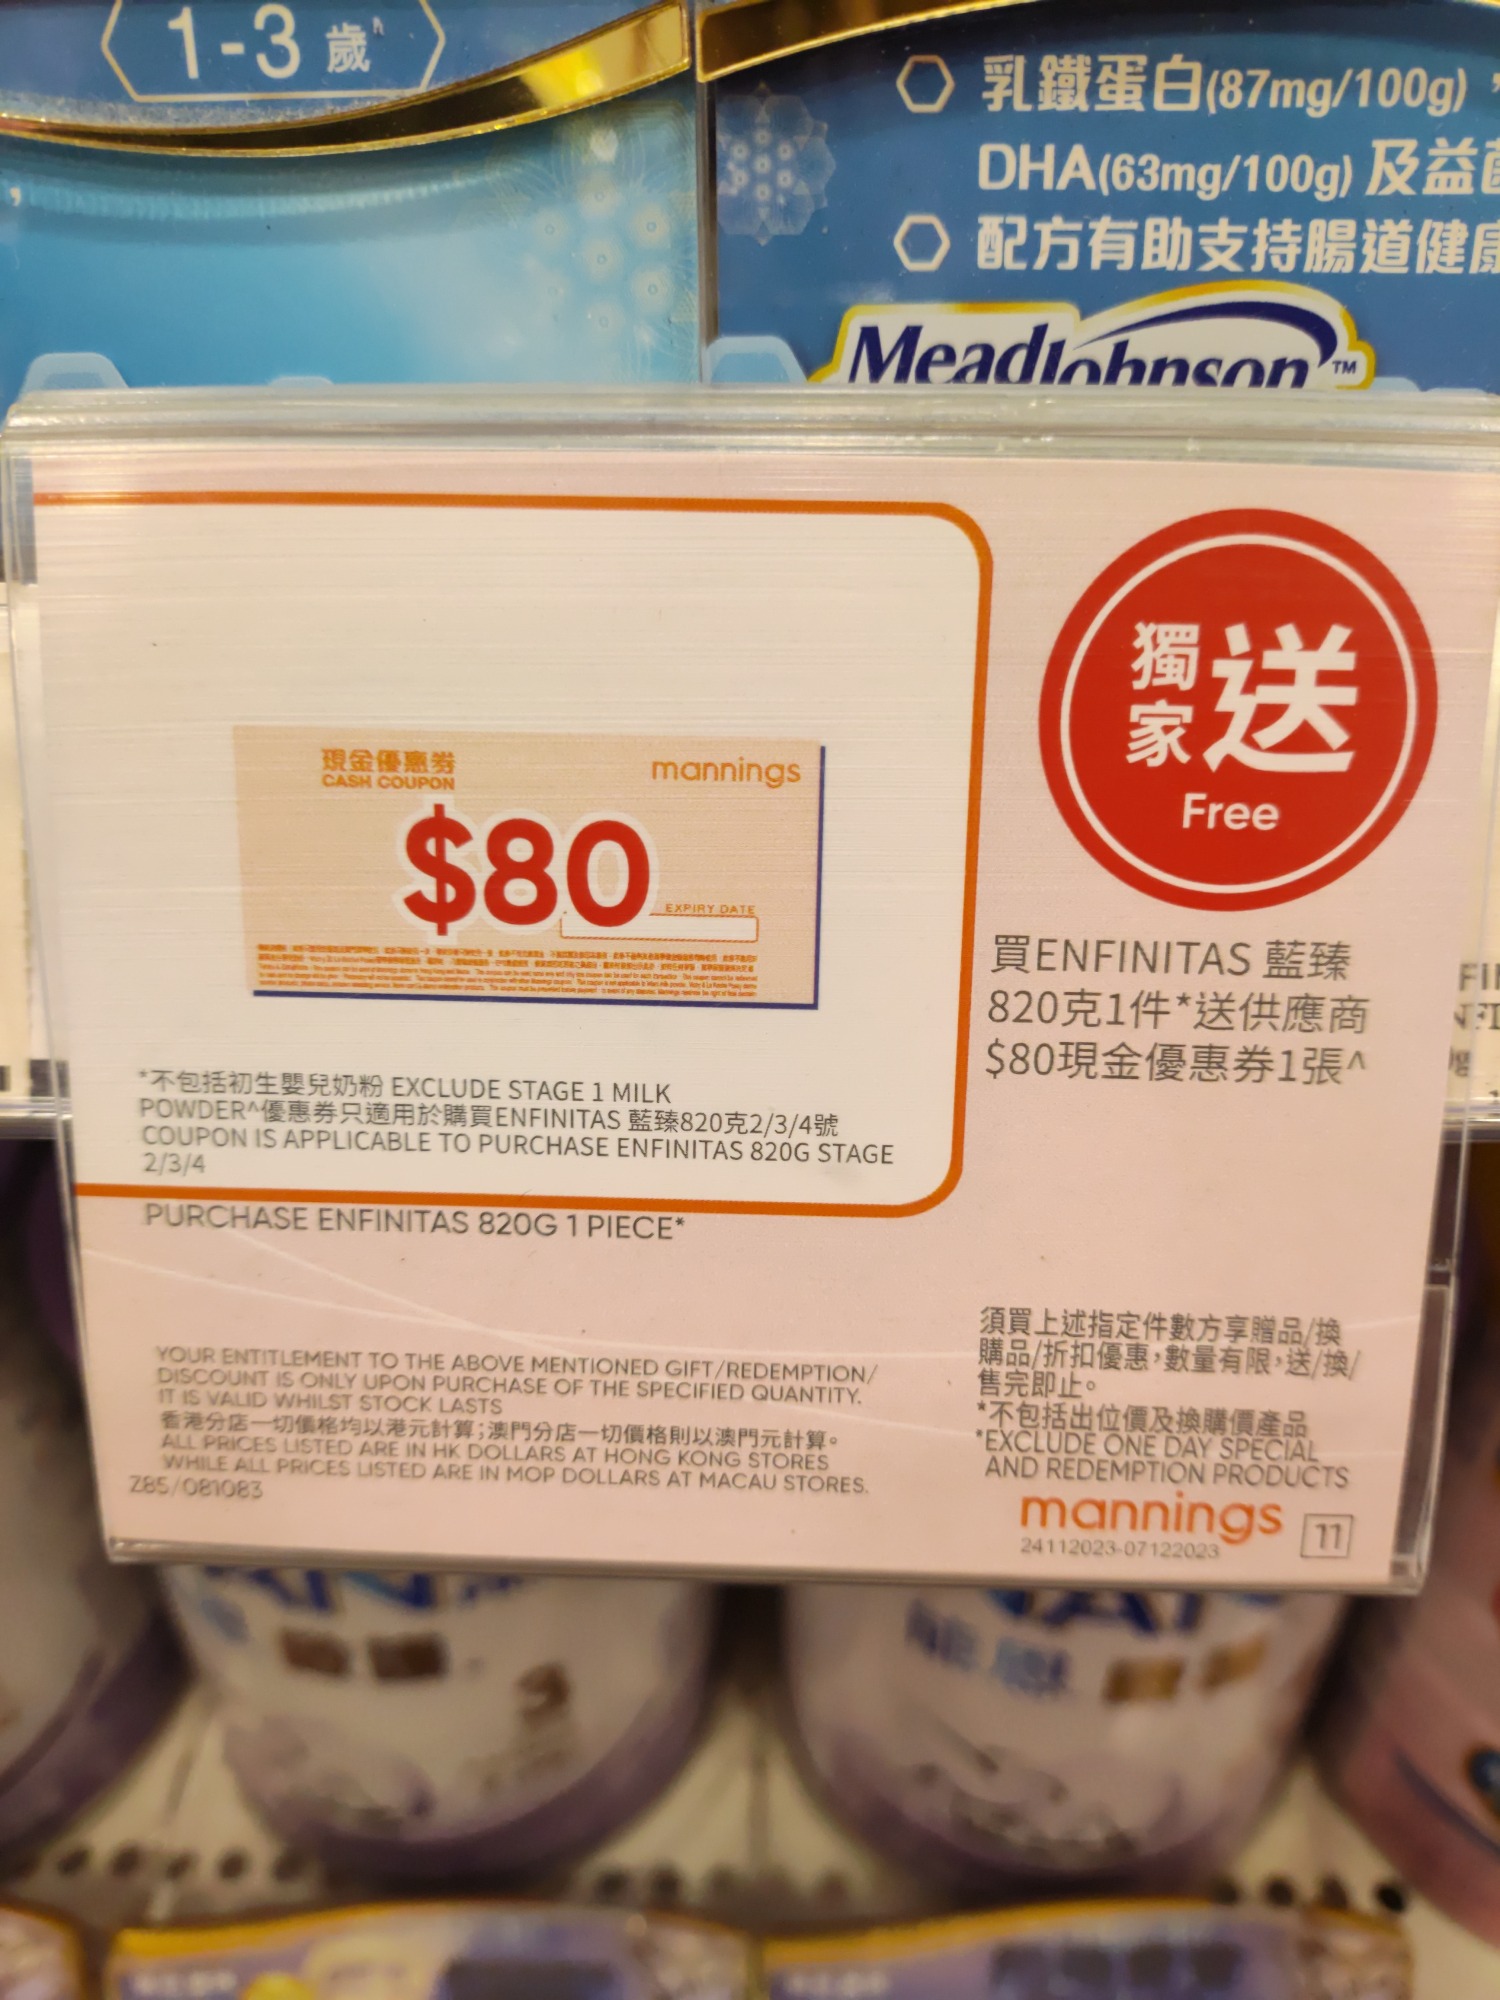 1-3 歲^
乳鐵蛋白(87mg/100g)，
DHA(63mg/100g) 及益
配方有助支持腸道健康
MeadJohnson™
獨家送
Free
現金優惠券
CASH COUPON
mannings
$80
EXPIRY DATE
買ENFINITAS 藍臻
820克1件*送供應商
$80現金優惠券1張^
*不包括初生嬰兒奶粉 EXCLUDE STAGE 1 MILK
POWDER^優惠券只適用於購買ENFINITAS 藍臻820克2/3/4號
COUPON IS APPLICABLE TO PURCHASE ENFINITAS 820G STAGE
2/3/4
PURCHASE ENFINITAS 820G 1 PIECE*
YOUR ENTITLEMENT TO THE ABOVE MENTIONED GIFT/REDEMPTION/
DISCOUNT IS ONLY UPON PURCHASE OF THE SPECIFIED QUANTITY.
IT IS VALID WHILST STOCK LASTS
香港分店一切價格均以港元計算;澳門分店一切價格則以澳門元計算。
ALL PRICES LISTED ARE IN HK DOLLARS AT HONG KONG STORES
WHILE ALL PRICES LISTED ARE IN MOP DOLLARS AT MACAU STORES.
Z85/081083
須買上述指定件數方享贈品/換
購品/折扣優惠，數量有限，送/換/
售完即止。
*不包括出位價及換購價產品
*EXCLUDE ONE DAY SPECIAL
AND REDEMPTION PRODUCTS
mannings
24112023-07122023
11
3